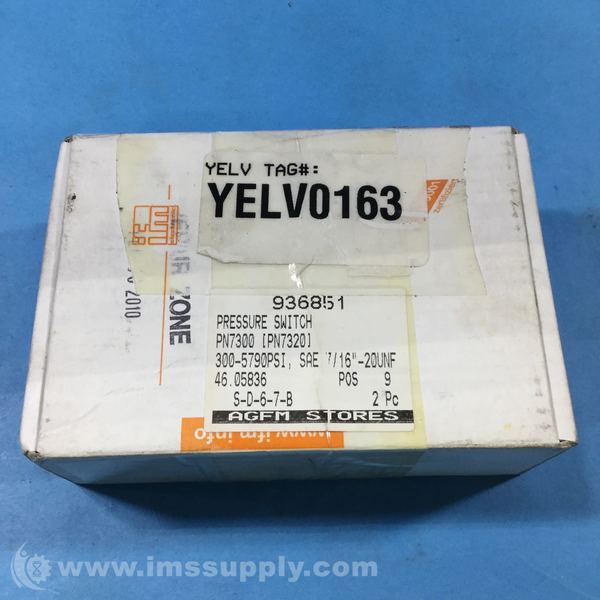 YELV TAG#:
YELV0163
ifm
ZONE
2010
936851
PRESSURE SWITCH
PN7300 [PN7320]
300-5790PSI, SAE 7/16"-20UNF
46.05836 POS 9
S-D-6-7-B 2 Pc
AGFM STORES
www.ifm.info
www.imssupply.com